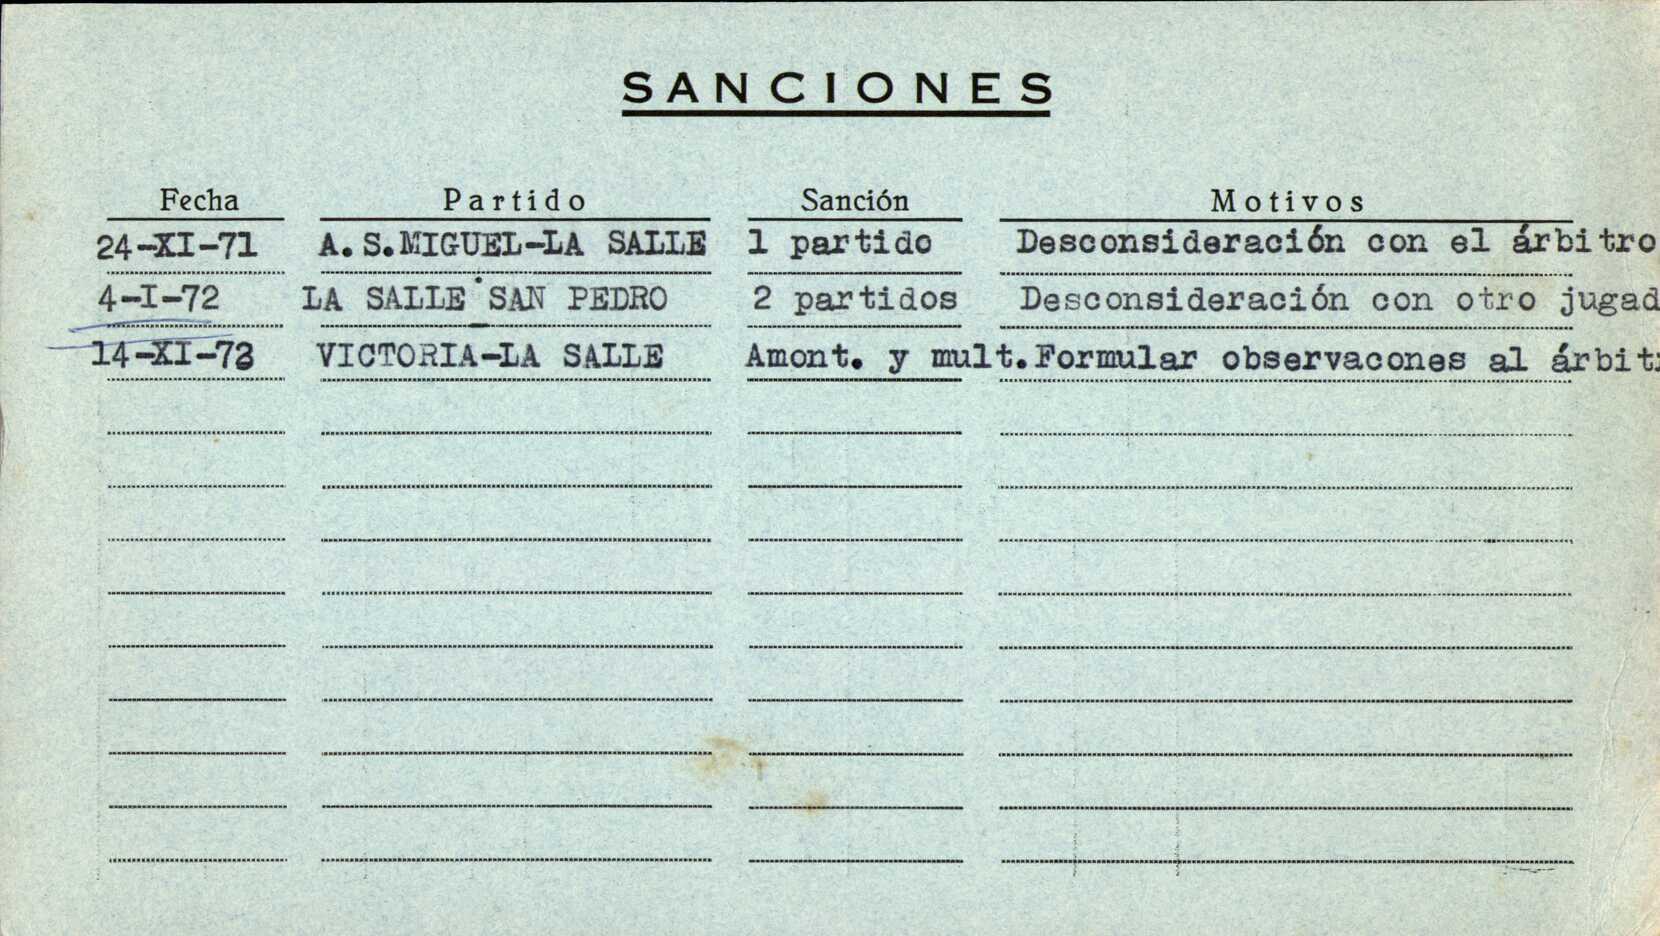 SANCIONES
Fecha Partido Sanción Motivos
24-XI-71 A.S.MIGUEL-LA SALLE 1 partido Desconsideración con el árbitro
4-I-72 LA SALLE SAN PEDRO 2 partidos Desconsideración con otro jugad
14-XI-73 VICTORIA-LA SALLE Amont. y mult.Formular observacones al árbitr